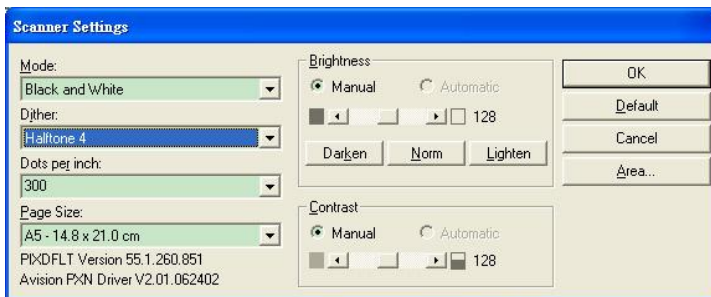 Scanner Settings
Mode:
Black and White
Dither:
Halftone 4
Dots per inch:
300
Page Size:
A5 - 14.8 x 21.0 cm
PIXDFLT Version 55.1.260.851
Avision PXN Driver V2.01.062402
Brightness
Manual Automatic
128
Darken Norm Lighten
Contrast
Manual Automatic
128
OK
Default
Cancel
Area...